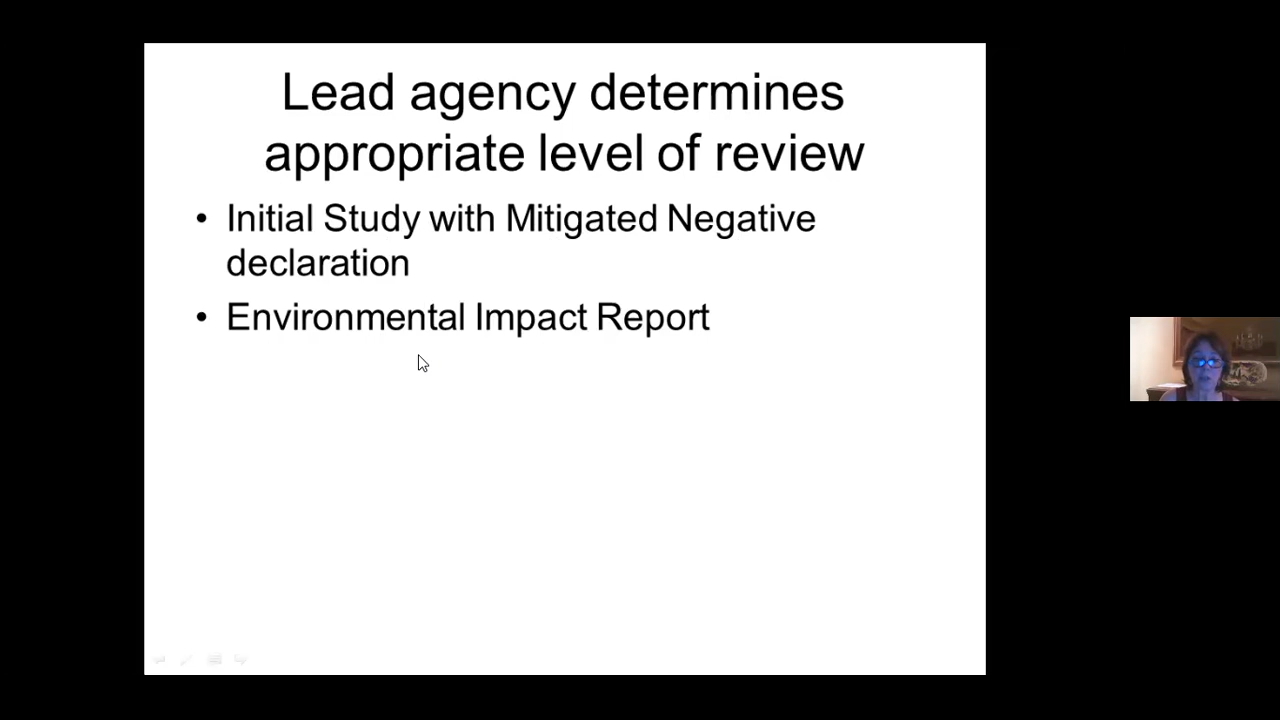 Lead agency determines
appropriate level of review
• Initial Study with Mitigated Negative
declaration
• Environmental Impact Report